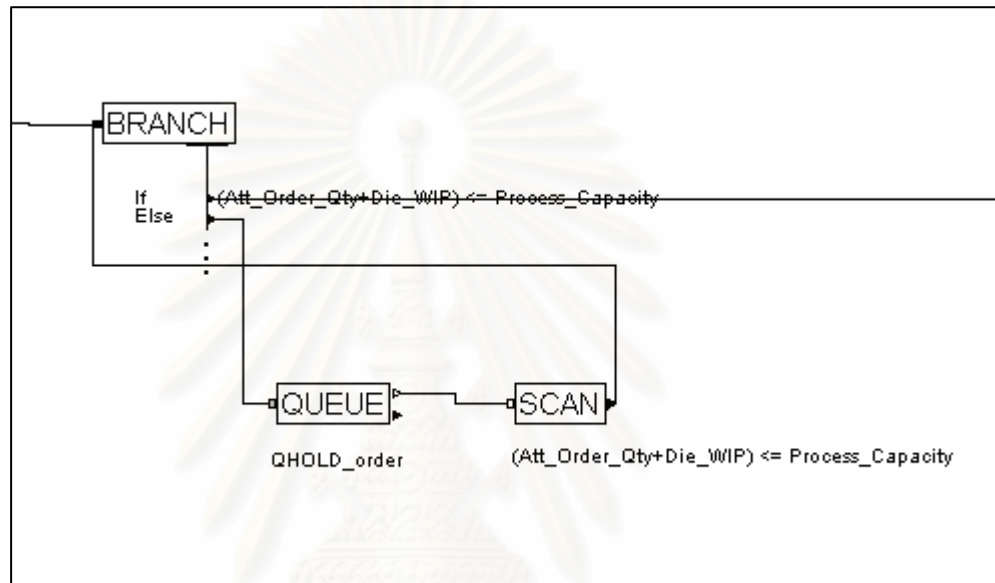 BRANCH
If (Att_Order_Qty+Die_WIP) <= Process_Capacity
Else
QUEUE SCAN
QHOLD_order (Att_Order_Qty+Die_WIP) <= Process_Capacity